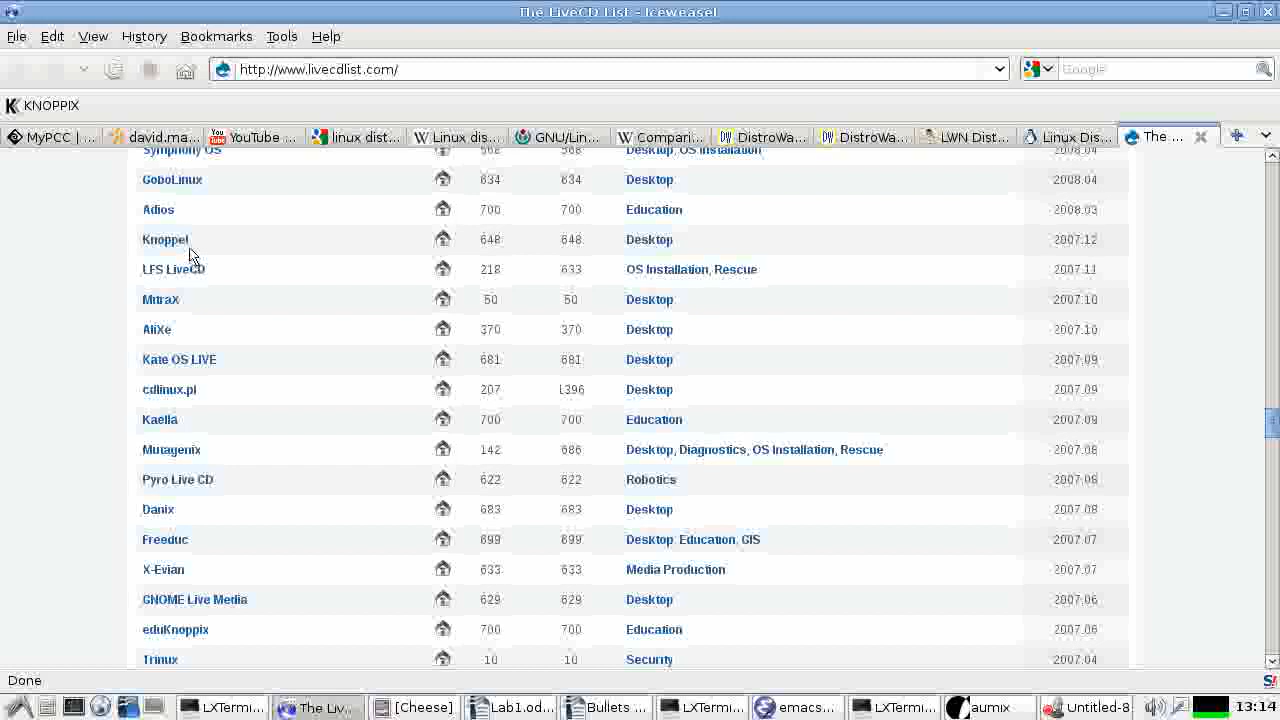 The LiveCD List - Iceweasel
File Edit View History Bookmarks Tools Help
http://www.livecdlist.com/ Google
KNOPPIX
MyPCC | ... david.ma... YouTube ... linux dist... Linux dis... GNU/Lin... Compari... DistroWa... DistroWa... LWN Dist... Linux Dis... The ...
Symphony OS 568 568 Desktop, OS Installation 2008.04
GoboLinux 634 634 Desktop 2008.04
Adios 700 700 Education 2008.03
Knoppel 648 648 Desktop 2007.12
LFS LiveCD 218 633 OS Installation, Rescue 2007.11
MitraX 50 50 Desktop 2007.10
AliXe 370 370 Desktop 2007.10
Kate OS LIVE 681 681 Desktop 2007.09
cdlinux.pl 207 1396 Desktop 2007.09
Kaella 700 700 Education 2007.09
Mutagenix 142 686 Desktop, Diagnostics, OS Installation, Rescue 2007.08
Pyro Live CD 622 622 Robotics 2007.08
Danix 683 683 Desktop 2007.08
Freeduc 699 699 Desktop, Education, GIS 2007.07
X-Evian 633 633 Media Production 2007.07
GNOME Live Media 629 629 Desktop 2007.06
eduKnoppix 700 700 Education 2007.06
Trinux 10 10 Security 2007.04
Done
LXTermi... The Liv... [Cheese] Lab1.od... Bullets ... LXTermi... emacs... LXTermi... aumix Untitled-8 13:14